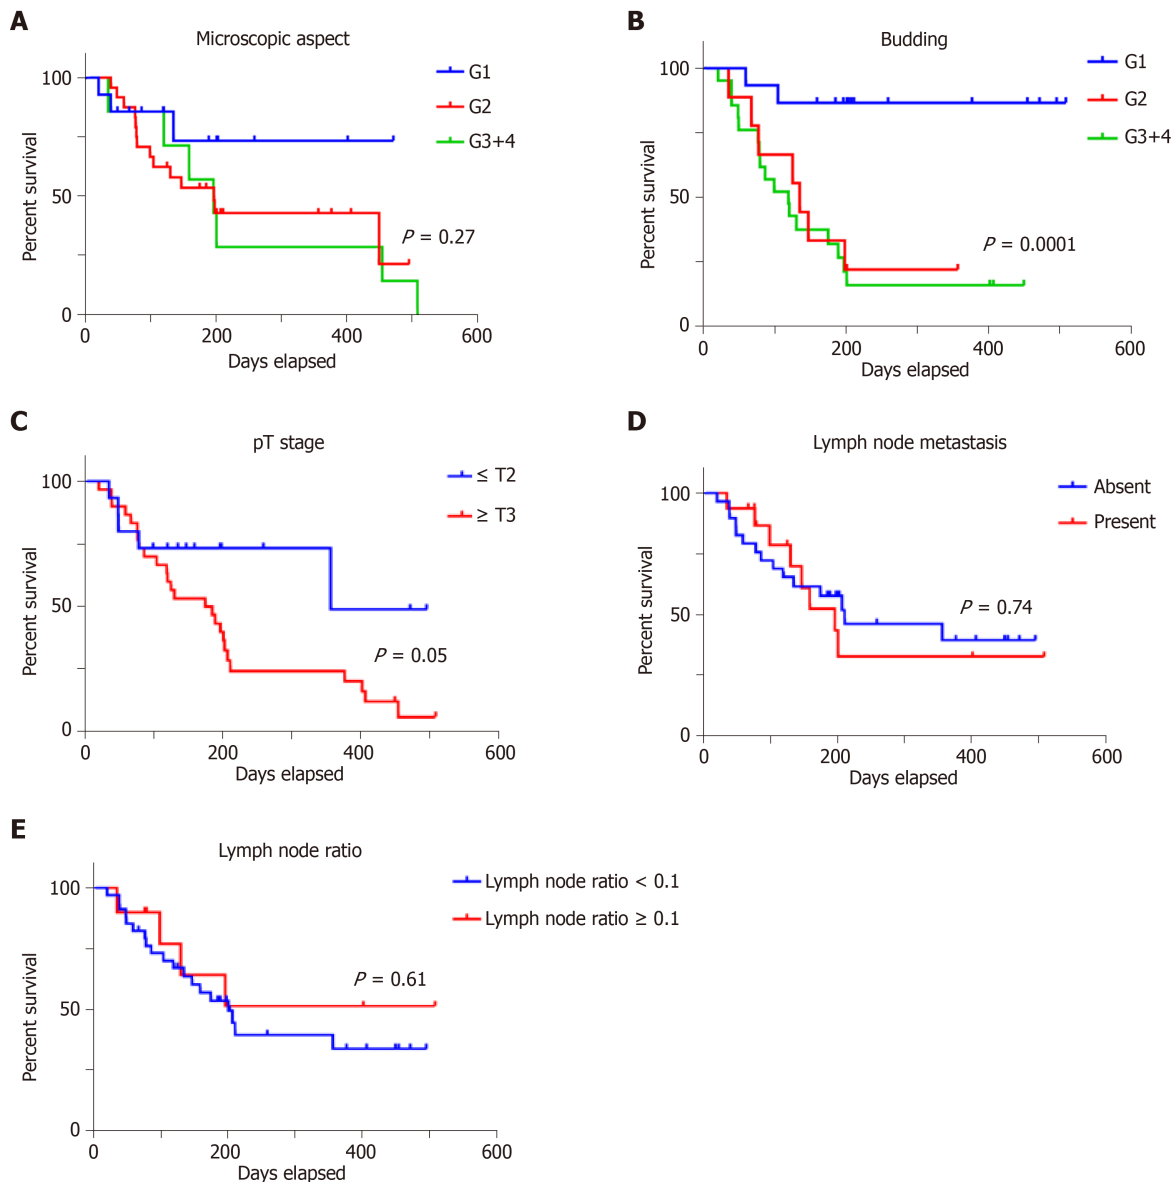 A
Microscopic aspect
G1
G2
G3+4
100
50
0
Percent survival
P = 0.27
0 200 400 600
Days elapsed
B
Budding
G1
G2
G3+4
100
50
0
Percent survival
P = 0.0001
0 200 400 600
Days elapsed
C
pT stage
≤ T2
≥ T3
100
50
0
Percent survival
P = 0.05
0 200 400 600
Days elapsed
D
Lymph node metastasis
Absent
Present
100
50
0
Percent survival
P = 0.74
0 200 400 600
Days elapsed
E
Lymph node ratio
Lymph node ratio < 0.1
Lymph node ratio ≥ 0.1
100
50
0
Percent survival
P = 0.61
0 200 400 600
Days elapsed